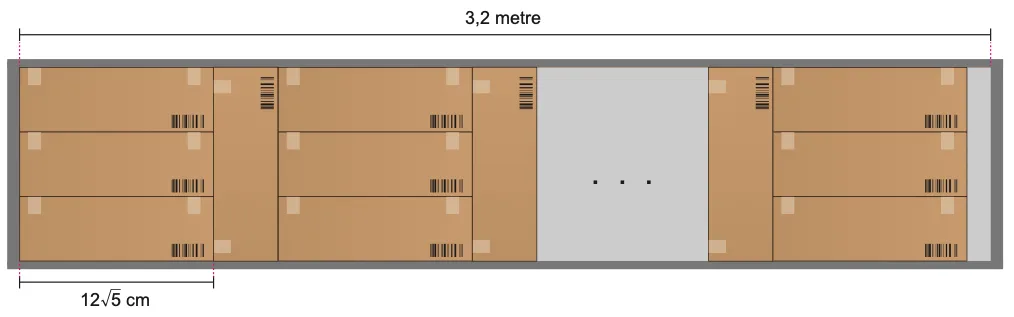 3,2 metre
. . .
12√5 cm